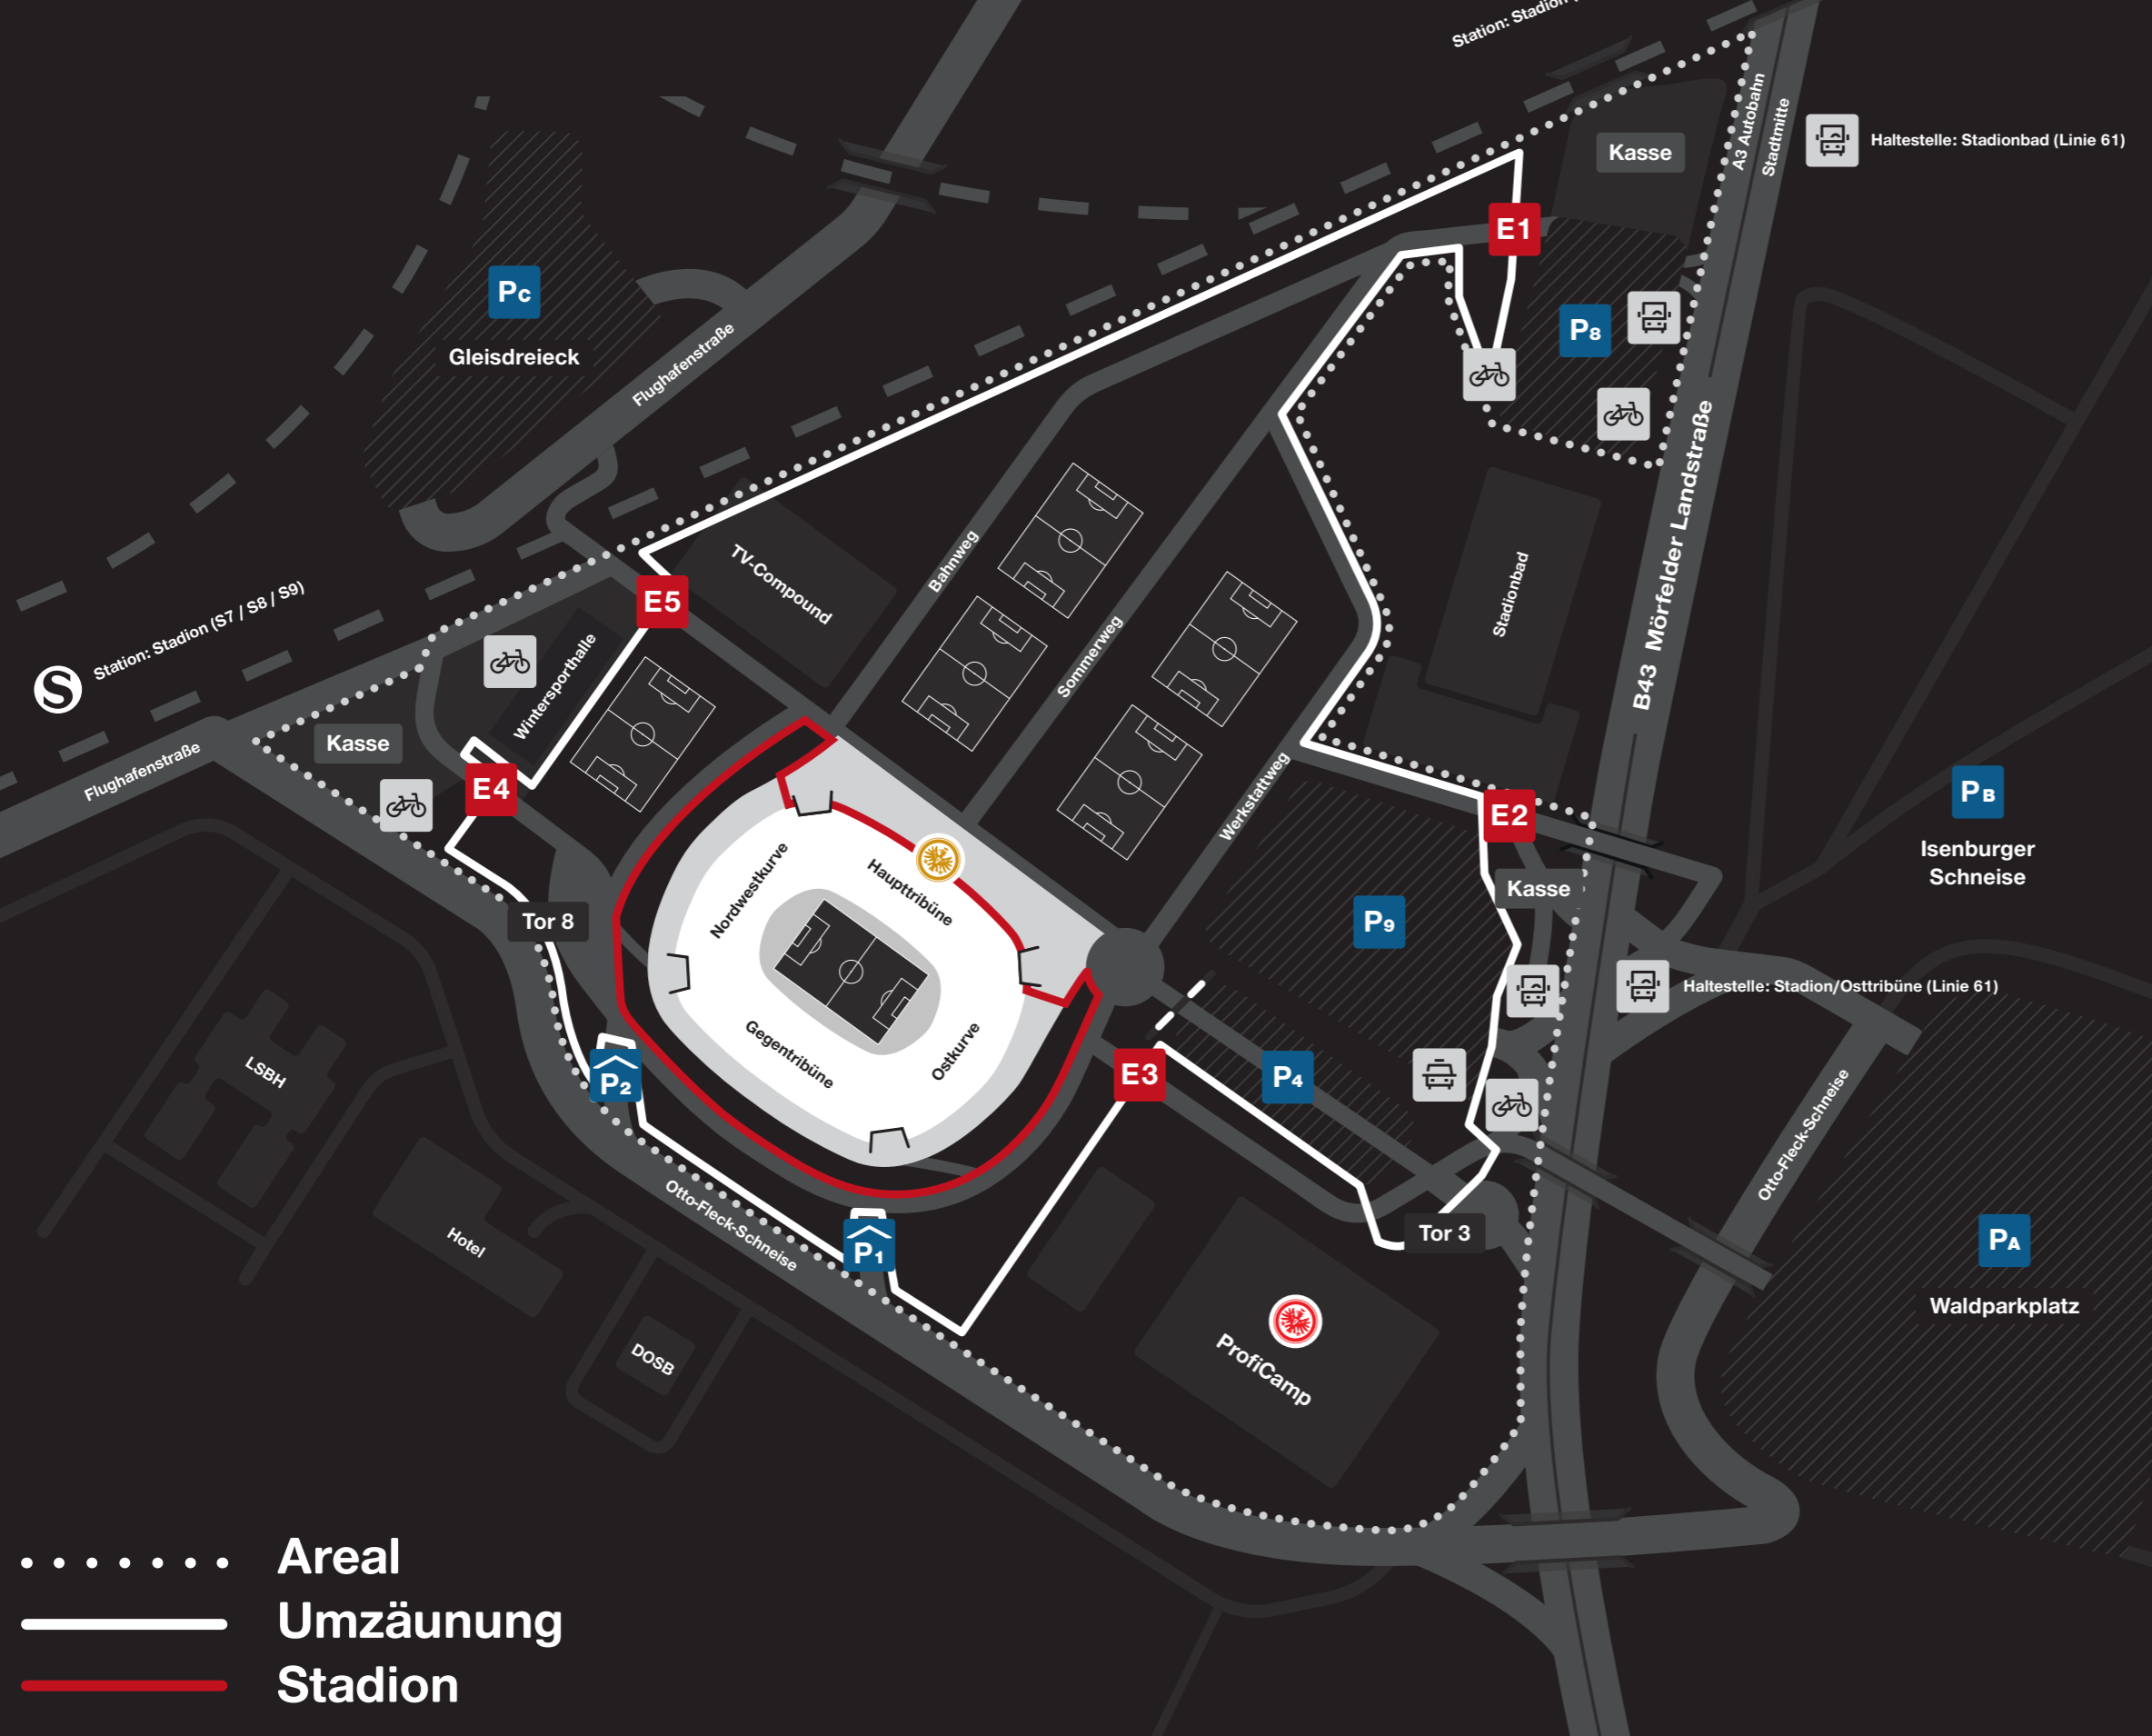 Station: Stadion (
A3 Autobahn
Stadtmitte
Haltestelle: Stadionbad (Linie 61)
Kasse
E1
Pc
P8
Gleisdreieck
Flughafenstraße
B43 Mörfelder Landstraße
TV-Compound
Bahnweg
Stadionbad
E5
Station: Stadion (S7 / S8 / S9)
S
Wintersporthalle
Sommerweg
Kasse
Flughafenstraße
E4
Werkstattweg
E2
PB
Isenburger
Schneise
Nordwestkurve
Haupttribüne
Kasse
Tor 8
P9
Haltestelle: Stadion/Osttribüne (Linie 61)
Gegentribüne
Ostkurve
LSBH
P2
E3
P4
Otto-Fleck-Schneise
Otto-Fleck-Schneise
Hotel
P1
Tor 3
PA
Waldparkplatz
DOSB
ProfiCamp
Areal
Umzäunung
Stadion